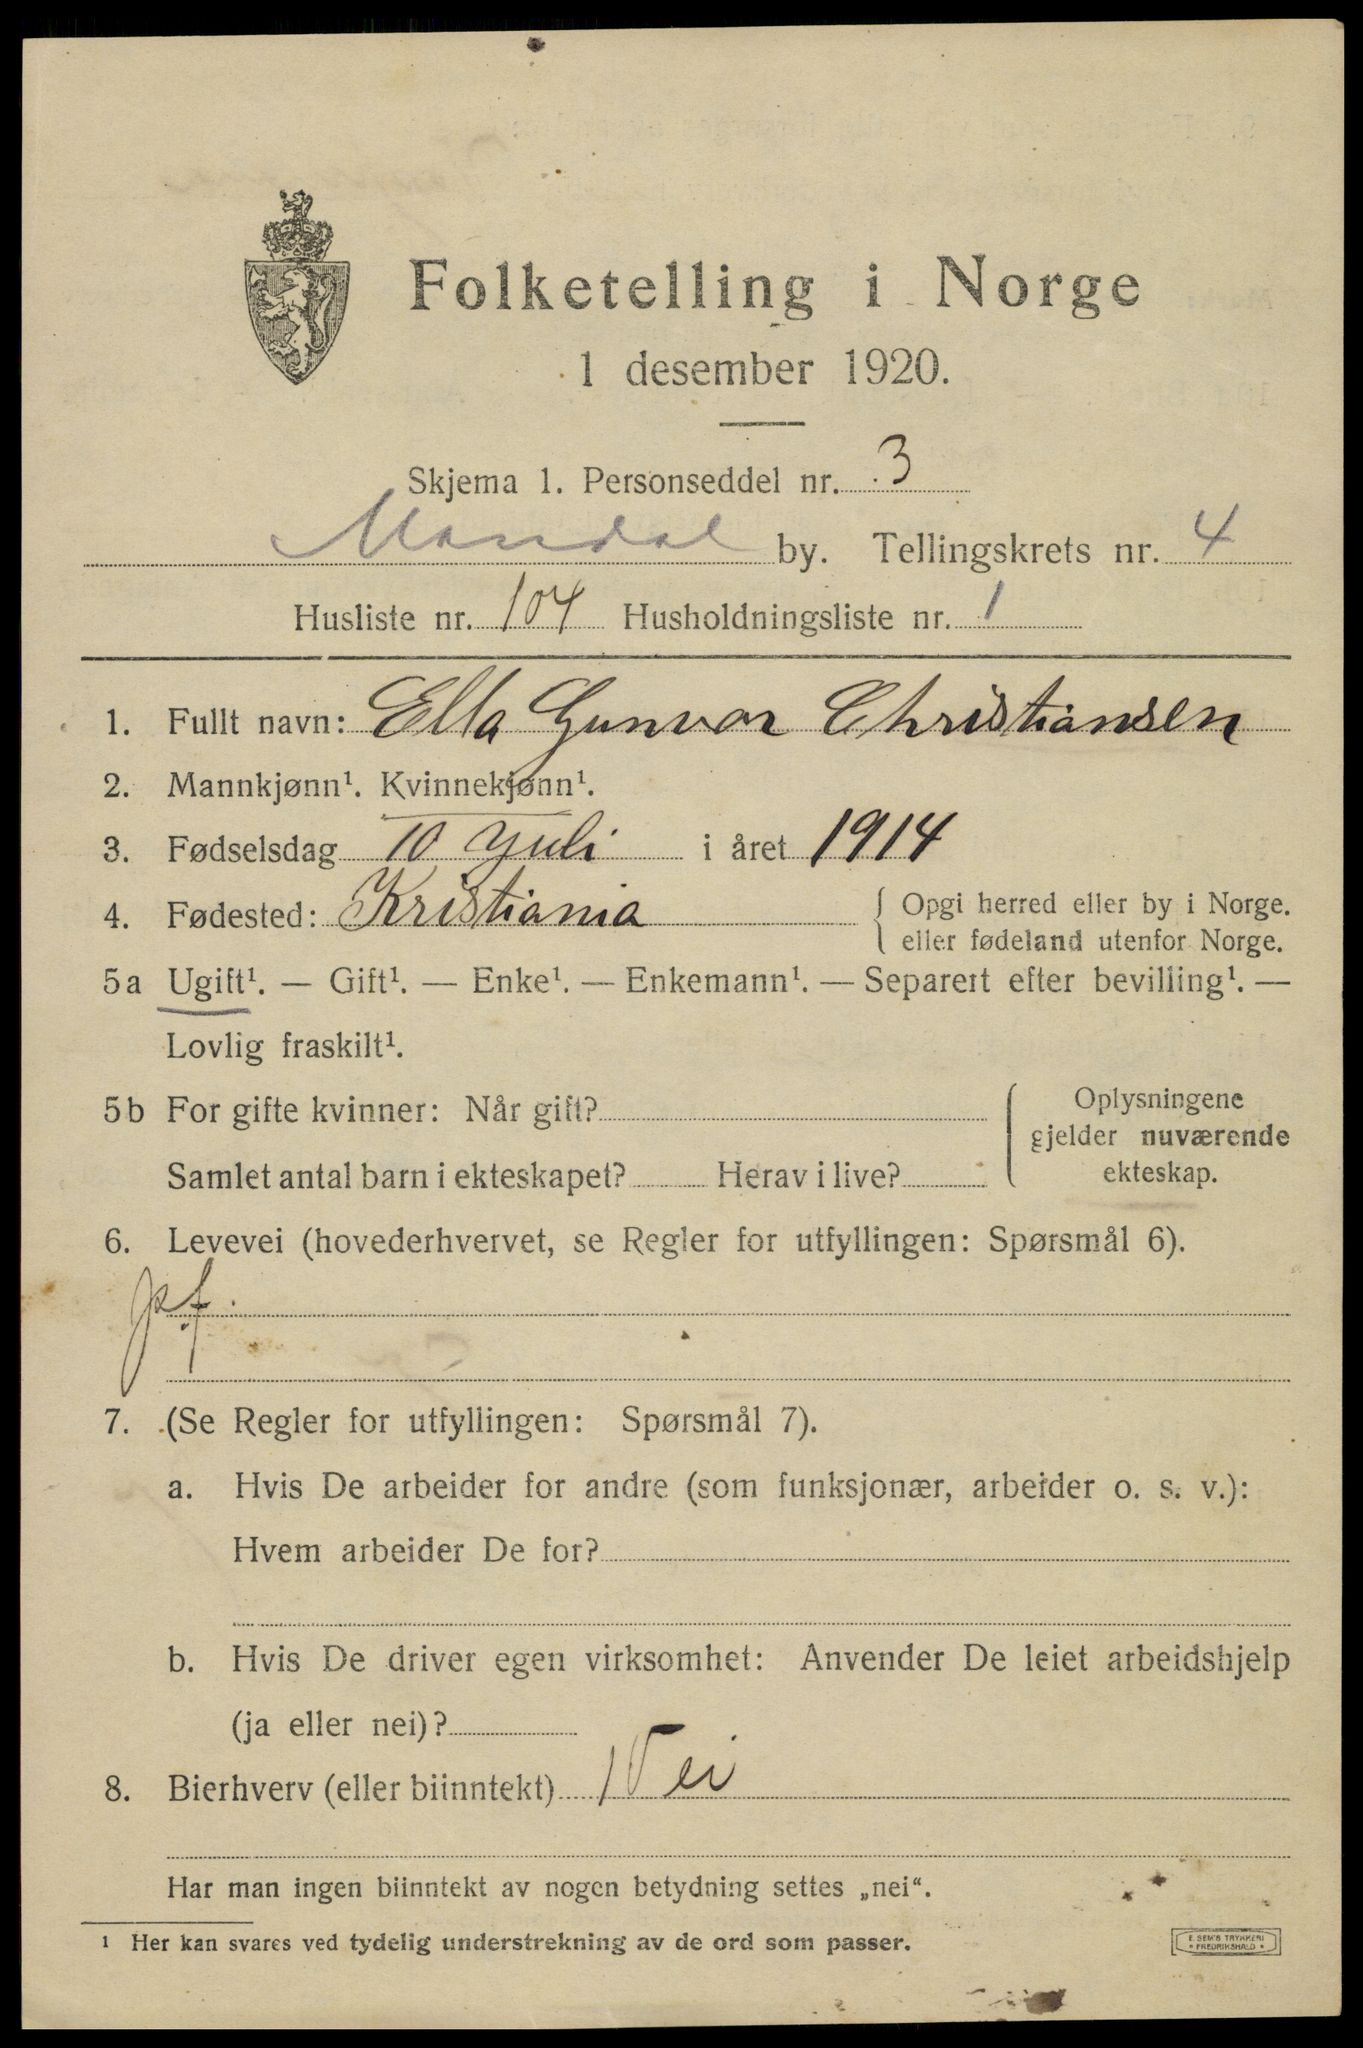 Folketelling i Norge
1 desember 1920.
Skjema 1. Personseddel nr. 3
Mandal by. Tellingskrets nr. 4
Husliste nr. 104 Husholdningsliste nr. 1
1. Fullt navn: Ella Gunvor Christiansen
2. Mannkjønn¹. Kvinnekjønn¹.
3. Fødselsdag 10 Juli i året 1914
4. Fødested: Kristiania { Opgi herred eller by i Norge.
eller fødeland utenfor Norge.
5a Ugift¹. — Gift¹. — Enke¹. — Enkemann¹. — Separert efter bevilling¹. —
Lovlig fraskilt¹.
5b For gifte kvinner: Når gift?
Samlet antal barn i ekteskapet? Herav i live?
Oplysningene
gjelder nuværende
ekteskap.
6. Levevei (hovederhvervet, se Regler for utfyllingen: Spørsmål 6).
p.f.
7. (Se Regler for utfyllingen: Spørsmål 7).
a. Hvis De arbeider for andre (som funksjonær, arbeider o. s. v.):
Hvem arbeider De for?
b. Hvis De driver egen virksomhet: Anvender De leiet arbeidshjelp
(ja eller nei)?
8. Bierhverv (eller biinntekt) Nei
Har man ingen biinntekt av nogen betydning settes „nei“.
¹ Her kan svares ved tydelig understrekning av de ord som passer.
E. SEM'S TRYKKERI
• FREDRIKSHALD •